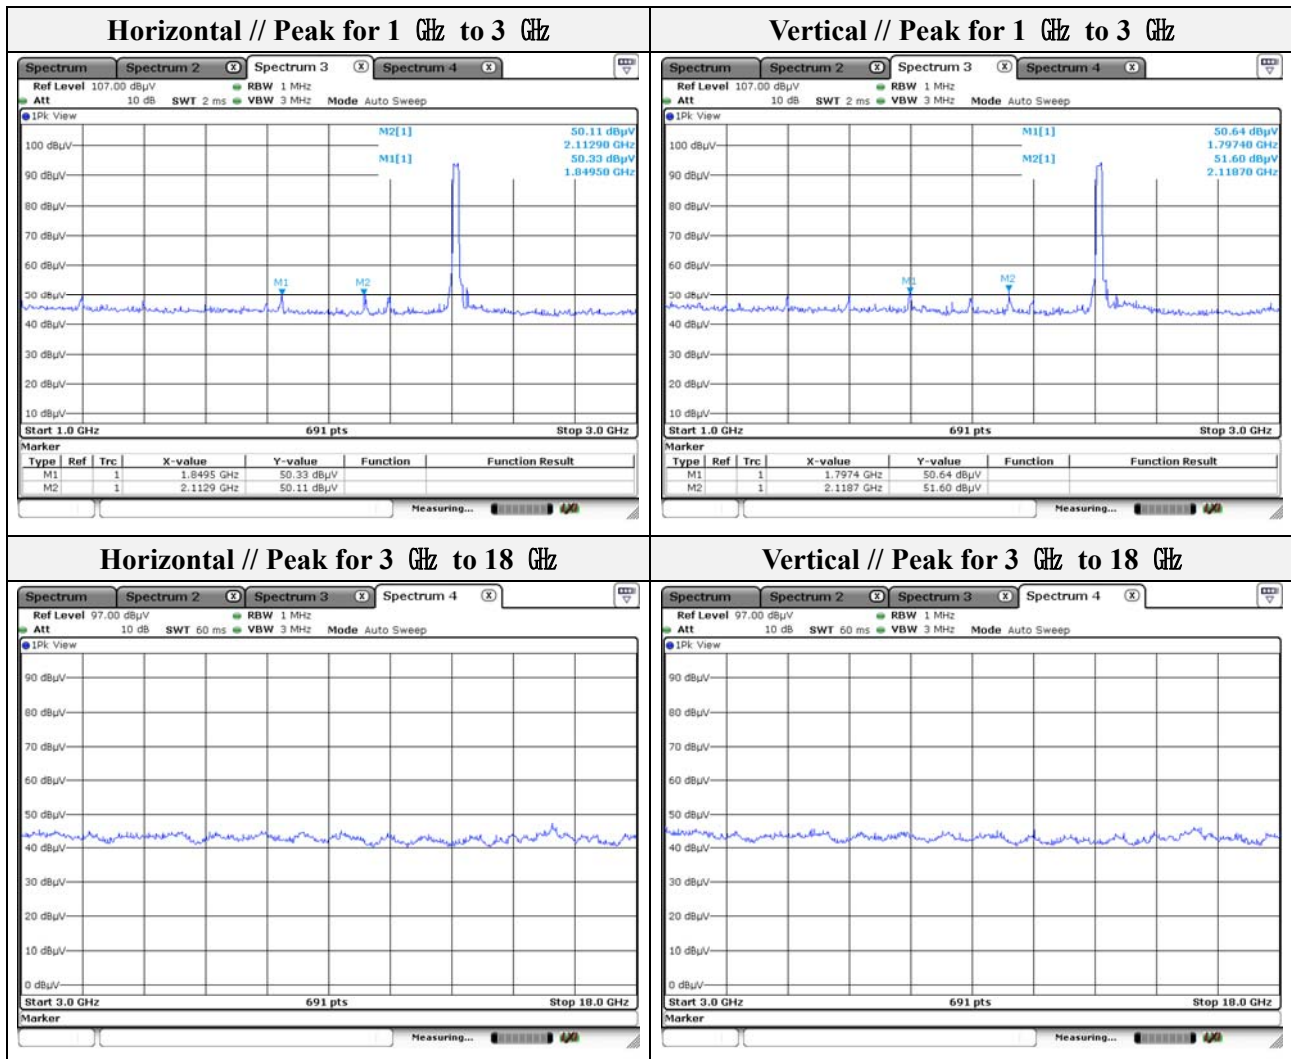 Horizontal // Peak for 1 ㎓ to 3 ㎓
Spectrum Spectrum 2 Spectrum 3 Spectrum 4
Ref Level 107.00 dBµV RBW 1 MHz
Att 10 dB SWT 2 ms VBW 3 MHz Mode Auto Sweep
1Pk View
M2[1] 50.11 dBµV
2.11290 GHz
M1[1] 50.33 dBµV
1.84950 GHz
100 dBµV
90 dBµV
80 dBµV
70 dBµV
60 dBµV
M1 M2
50 dBµV
40 dBµV
30 dBµV
20 dBµV
10 dBµV
Start 1.0 GHz 691 pts Stop 3.0 GHz
Marker
Type Ref Trc X-value Y-value Function Function Result
M1 1 1.8495 GHz 50.33 dBµV
M2 1 2.1129 GHz 50.11 dBµV
Measuring...
Vertical // Peak for 1 ㎓ to 3 ㎓
Spectrum Spectrum 2 Spectrum 3 Spectrum 4
Ref Level 107.00 dBµV RBW 1 MHz
Att 10 dB SWT 2 ms VBW 3 MHz Mode Auto Sweep
1Pk View
M1[1] 50.64 dBµV
1.79740 GHz
M2[1] 51.60 dBµV
2.11870 GHz
100 dBµV
90 dBµV
80 dBµV
70 dBµV
60 dBµV
M1 M2
50 dBµV
40 dBµV
30 dBµV
20 dBµV
10 dBµV
Start 1.0 GHz 691 pts Stop 3.0 GHz
Marker
Type Ref Trc X-value Y-value Function Function Result
M1 1 1.7974 GHz 50.64 dBµV
M2 1 2.1187 GHz 51.60 dBµV
Measuring...
Horizontal // Peak for 3 ㎓ to 18 ㎓
Spectrum Spectrum 2 Spectrum 3 Spectrum 4
Ref Level 97.00 dBµV RBW 1 MHz
Att 10 dB SWT 60 ms VBW 3 MHz Mode Auto Sweep
1Pk View
90 dBµV
80 dBµV
70 dBµV
60 dBµV
50 dBµV
40 dBµV
30 dBµV
20 dBµV
10 dBµV
0 dBµV
Start 3.0 GHz 691 pts Stop 18.0 GHz
Marker
Measuring...
Vertical // Peak for 3 ㎓ to 18 ㎓
Spectrum Spectrum 2 Spectrum 3 Spectrum 4
Ref Level 97.00 dBµV RBW 1 MHz
Att 10 dB SWT 60 ms VBW 3 MHz Mode Auto Sweep
1Pk View
90 dBµV
80 dBµV
70 dBµV
60 dBµV
50 dBµV
40 dBµV
30 dBµV
20 dBµV
10 dBµV
0 dBµV
Start 3.0 GHz 691 pts Stop 18.0 GHz
Marker
Measuring...